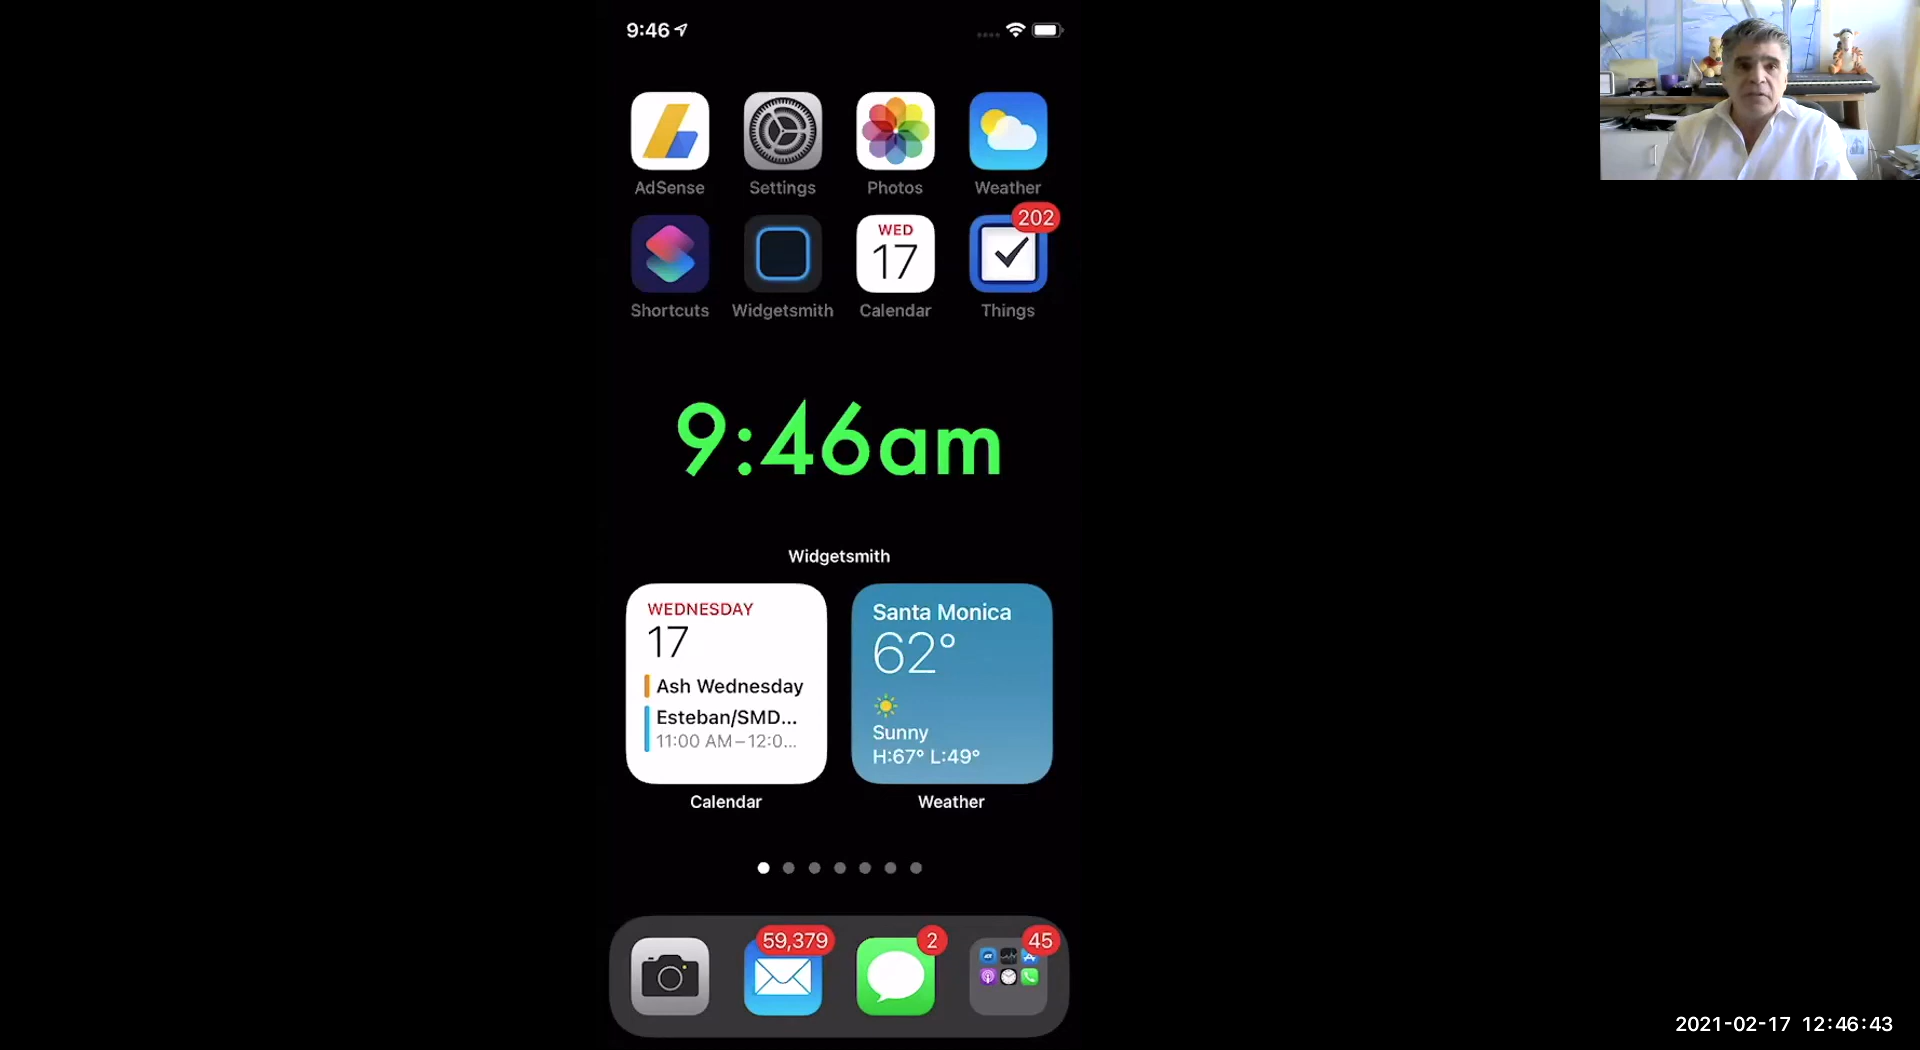 9:46
AdSense
Settings
Photos
Weather
WED
17
202
Shortcuts
Widgetsmith
Calendar
Things
9:46am
Widgetsmith
WEDNESDAY
17
Ash Wednesday
Esteban/SMD...
11:00 AM–12:0...
Calendar
Santa Monica
62°
Sunny
H:67° L:49°
Weather
59,379
2
45
2021-02-17 12:46:43